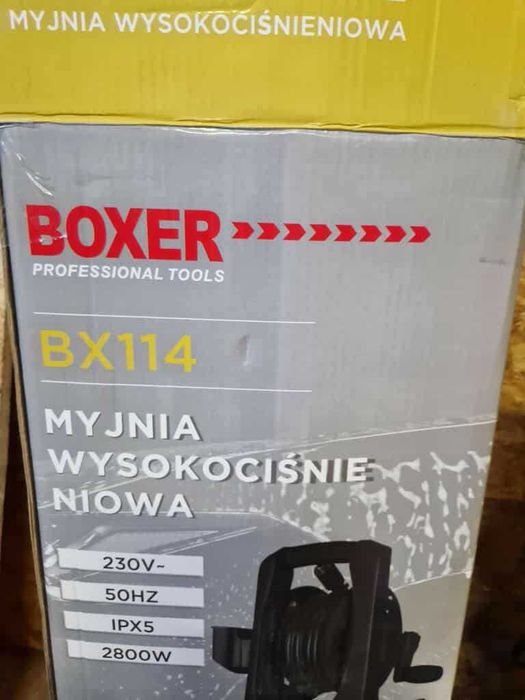 MYJNIA WYSOKOCIŚNIENIOWA
BOXER
PROFESSIONAL TOOLS
BX114
MYJNIA
WYSOKOCIŚNIE
NIOWA
230V~
50HZ
IPX5
2800W